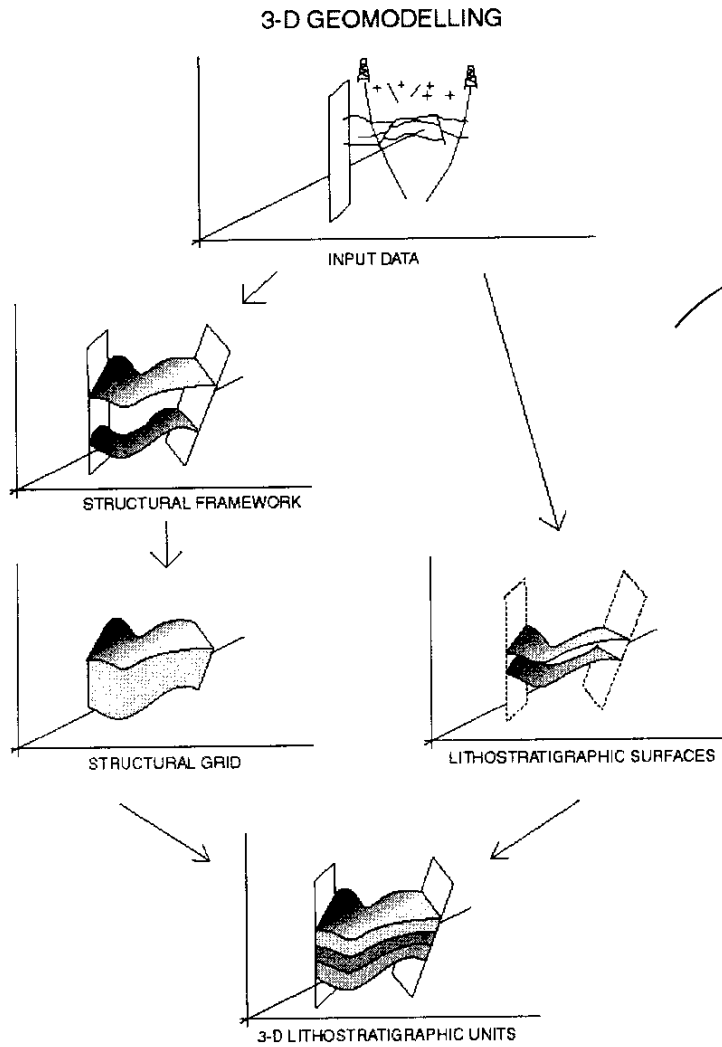 3-D GEOMODELLING
INPUT DATA
STRUCTURAL FRAMEWORK
STRUCTURAL GRID
LITHOSTRATIGRAPHIC SURFACES
3-D LITHOSTRATIGRAPHIC UNITS